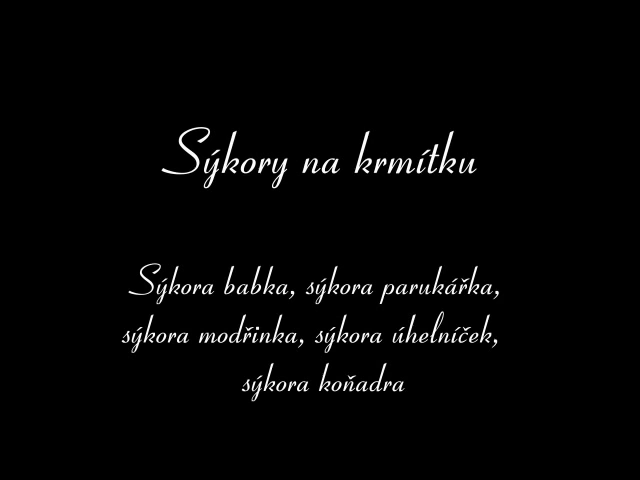 Sýkory na krmítku
Sýkora babka, sýkora parukářka,
sýkora modřinka, sýkora úhelníček,
sýkora koňadra